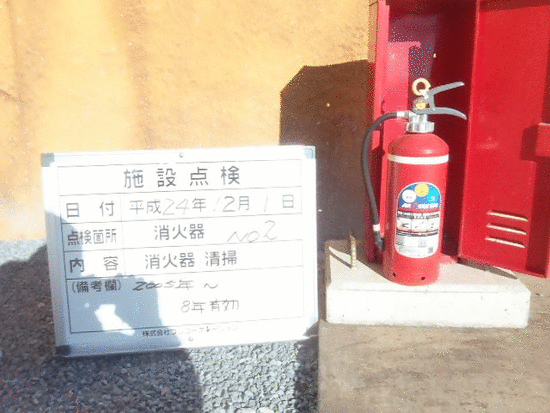 施設点検
日付 平成24年12月1日
点検箇所 消火器 No2
内容 消火器 清掃
(備考欄) 2005年〜
8年有効